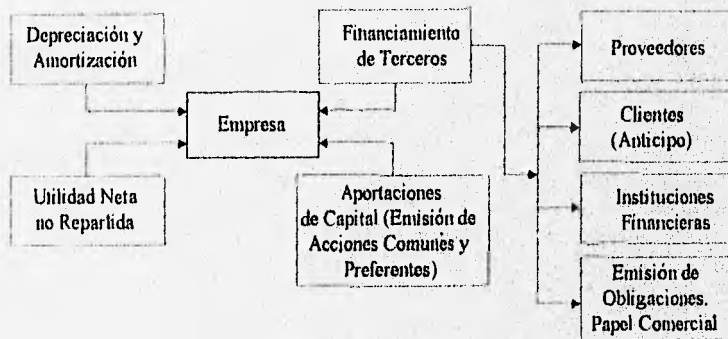 Depreciación y
Amortización
Financiamiento
de Terceros
Proveedores
Empresa
Clientes
(Anticipo)
Utilidad Neta
no Repartida
Aportaciones
de Capital (Emisión de
Acciones Comunes y
Preferentes)
Instituciones
Financieras
Emisión de
Obligaciones.
Papel Comercial